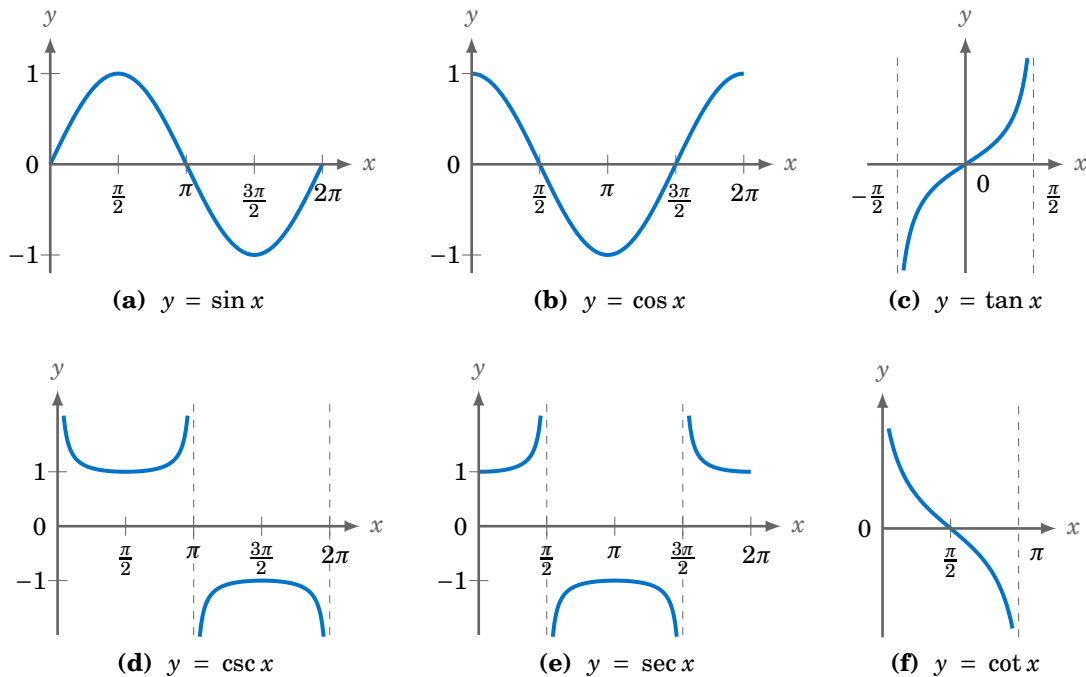 y
1
0
−1
π/2
π
3π/2
2π
x
(a) y = sin x
y
1
0
−1
π/2
π
3π/2
2π
x
(b) y = cos x
y
x
−π/2
0
π/2
(c) y = tan x
y
1
0
−1
π/2
π
3π/2
2π
x
(d) y = csc x
y
1
0
−1
π/2
π
3π/2
2π
x
(e) y = sec x
y
0
π/2
π
x
(f) y = cot x